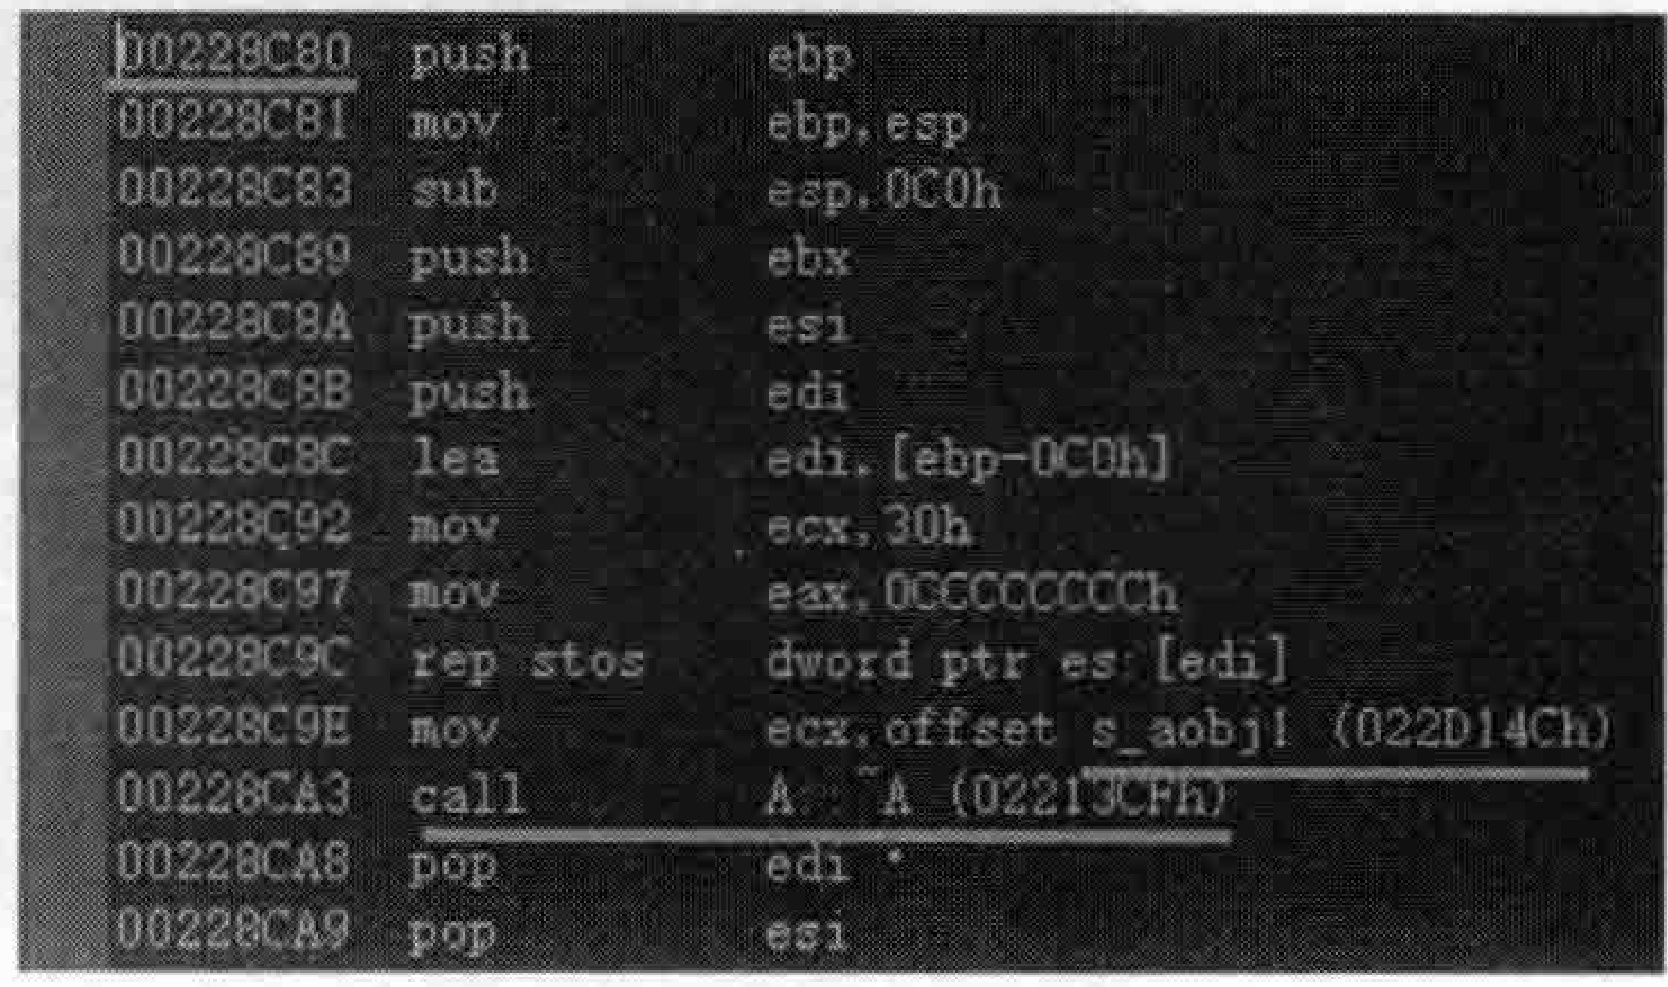 00228C80 push ebp
00228C81 mov ebp,esp
00228C83 sub esp,0C0h
00228C89 push ebx
00228C8A push esi
00228C8B push edi
00228C8C lea edi,[ebp-0C0h]
00228C92 mov ecx,30h
00228C97 mov eax,0CCCCCCCCh
00228C9C rep stos dword ptr es:[edi]
00228C9E mov ecx,offset s_aobj1 (022D14Ch)
00228CA3 call A::~A (02213CFh)
00228CA8 pop edi
00228CA9 pop esi